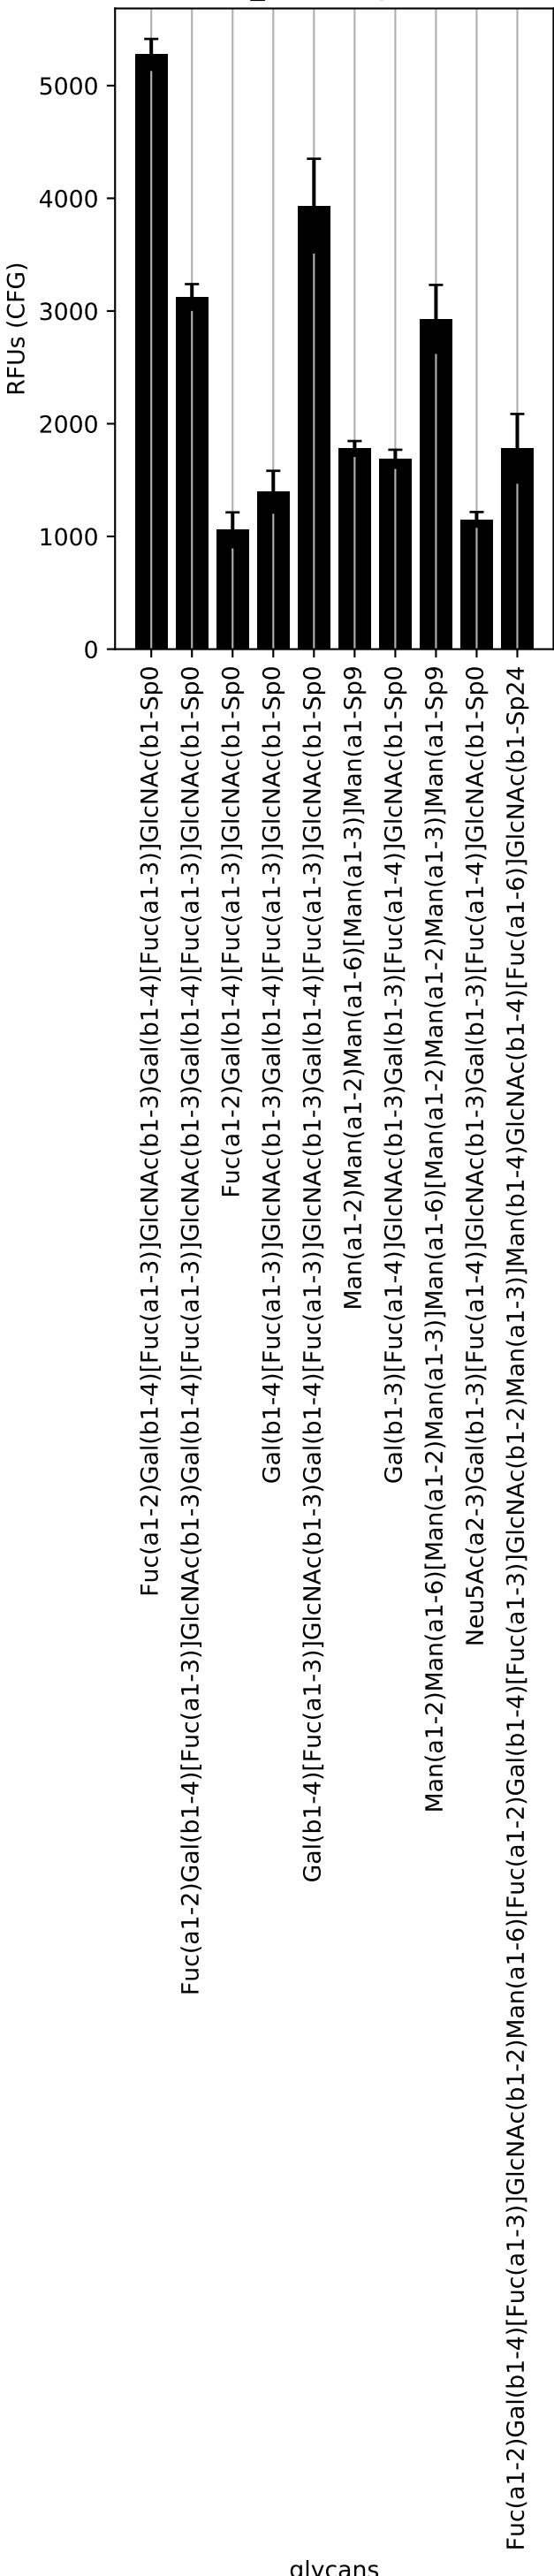 RFUs (CFG)
5000
4000
3000
2000
1000
0
Fuc(a1-2)Gal(b1-4)[Fuc(a1-3)]GlcNAc(b1-3)Gal(b1-4)[Fuc(a1-3)]GlcNAc(b1-Sp0
Fuc(a1-2)Gal(b1-4)[Fuc(a1-3)]GlcNAc(b1-3)Gal(b1-4)[Fuc(a1-3)]GlcNAc(b1-3)Gal(b1-4)[Fuc(a1-3)]GlcNAc(b1-Sp0
Fuc(a1-2)Gal(b1-4)[Fuc(a1-3)]GlcNAc(b1-Sp0
Gal(b1-4)[Fuc(a1-3)]GlcNAc(b1-3)Gal(b1-4)[Fuc(a1-3)]GlcNAc(b1-Sp0
Gal(b1-4)[Fuc(a1-3)]GlcNAc(b1-3)Gal(b1-4)[Fuc(a1-3)]GlcNAc(b1-3)Gal(b1-4)[Fuc(a1-3)]GlcNAc(b1-Sp0
Man(a1-2)Man(a1-2)Man(a1-6)[Man(a1-3)]Man(a1-Sp9
Gal(b1-3)[Fuc(a1-4)]GlcNAc(b1-3)Gal(b1-3)[Fuc(a1-4)]GlcNAc(b1-Sp0
Man(a1-2)Man(a1-6)[Man(a1-2)Man(a1-3)]Man(a1-6)[Man(a1-2)Man(a1-2)Man(a1-3)]Man(a1-Sp9
Neu5Ac(a2-3)Gal(b1-3)[Fuc(a1-4)]GlcNAc(b1-3)Gal(b1-3)[Fuc(a1-4)]GlcNAc(b1-Sp0
Fuc(a1-2)Gal(b1-4)[Fuc(a1-3)]GlcNAc(b1-2)Man(a1-6)[Fuc(a1-2)Gal(b1-4)[Fuc(a1-3)]GlcNAc(b1-2)Man(a1-3)]Man(b1-4)GlcNAc(b1-4)[Fuc(a1-6)]GlcNAc(b1-Sp24
glycans